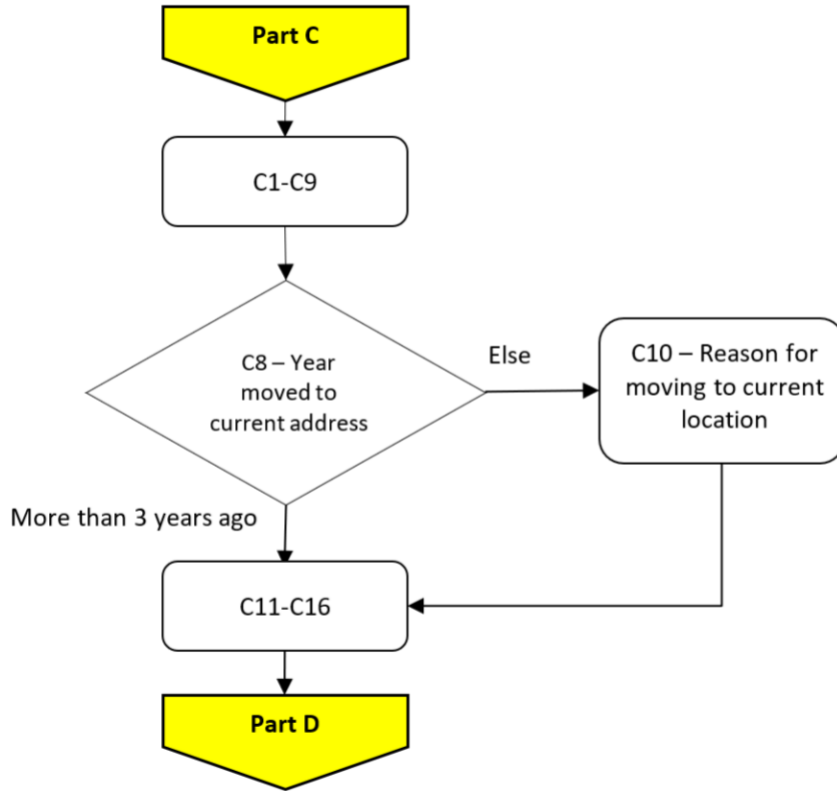 Part C
C1-C9
C8 – Year
moved to
current address
Else
C10 – Reason for
moving to current
location
More than 3 years ago
C11-C16
Part D